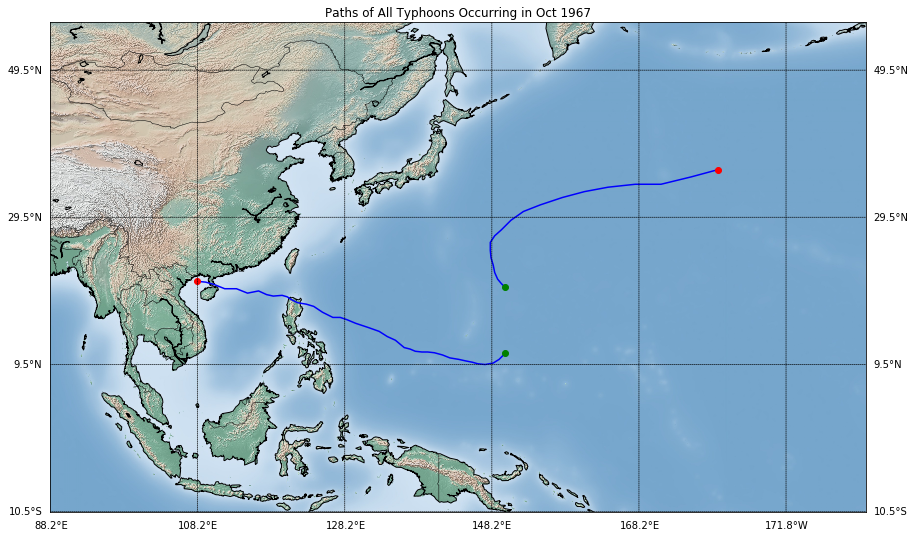 Paths of All Typhoons Occurring in Oct 1967
49.5°N 49.5°N
29.5°N 29.5°N
9.5°N 9.5°N
10.5°S 10.5°S
88.2°E 108.2°E 128.2°E 148.2°E 168.2°E 171.8°W